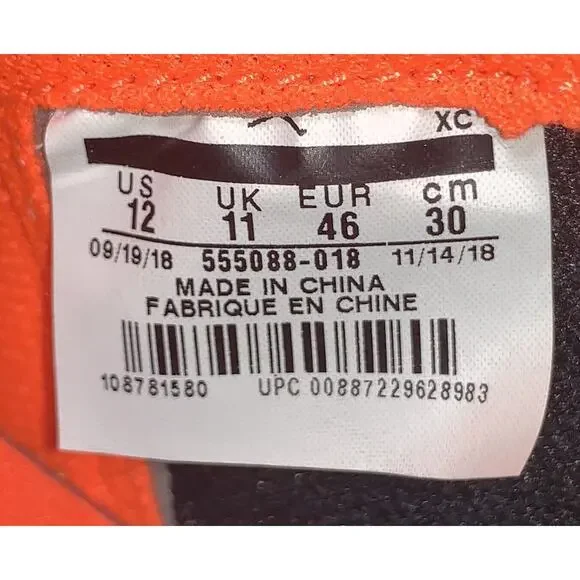 XC
US UK EUR cm
12 11 46 30
09/19/18 555088-018 11/14/18
MADE IN CHINA
FABRIQUE EN CHINE
108781580 UPC 00887229628983